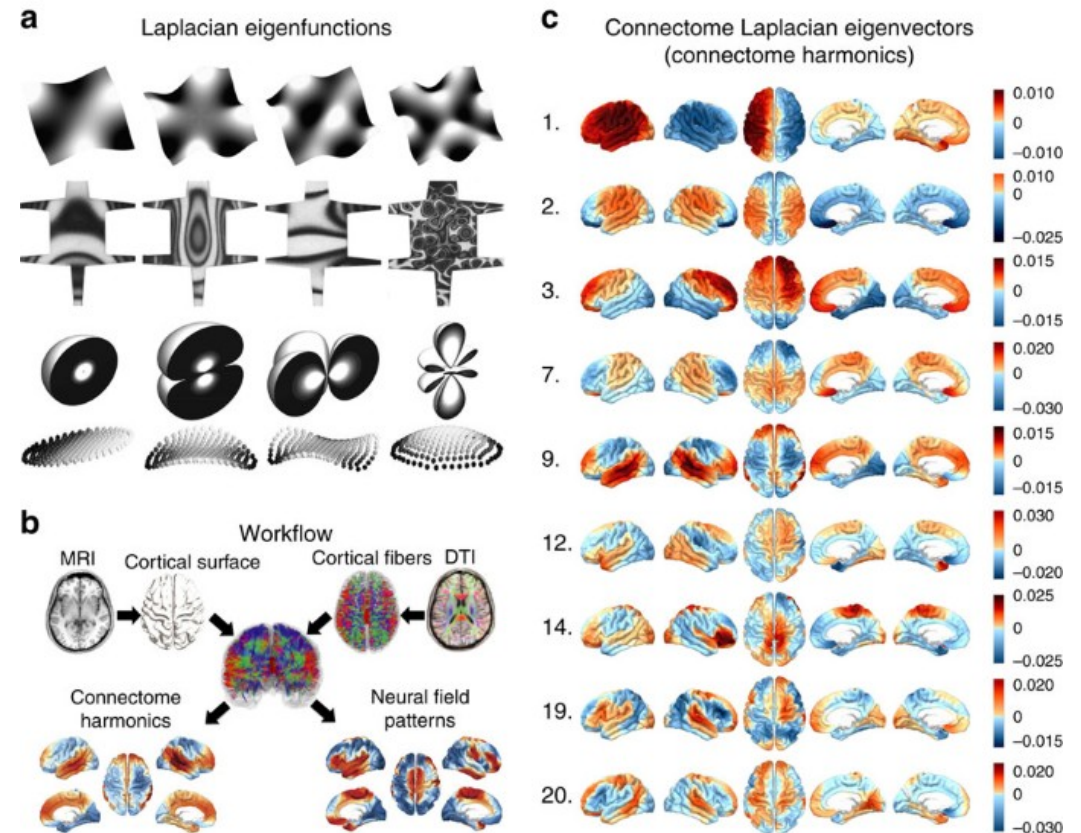 a
Laplacian eigenfunctions
b
Workflow
MRI
Cortical surface
Cortical fibers
DTI
Connectome
harmonics
Neural field
patterns
c
Connectome Laplacian eigenvectors
(connectome harmonics)
1.
0.010
0
−0.010
2.
0.010
0
−0.025
3.
0.015
0
−0.015
7.
0.020
0
−0.030
9.
0.015
0
−0.015
12.
0.030
0
−0.020
14.
0.025
0
−0.025
19.
0.020
0
−0.015
20.
0.020
0
−0.030